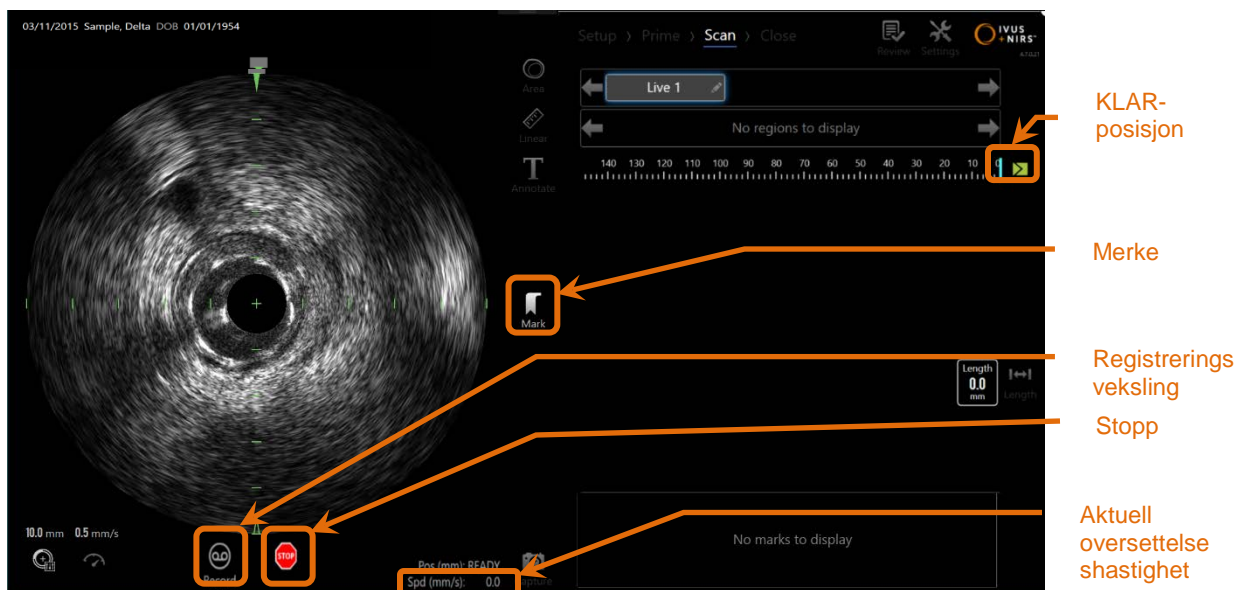 03/11/2015 Sample, Delta DOB 01/01/1954
Setup › Prime › Scan › Close
Review
Settings
IVUS
+NIRS™
Area
Linear
T
Annotate
Live 1
No regions to display
140 130 120 110 100 90 80 70 60 50 40 30 20 10 0
KLAR-
posisjon
Merke
Mark
Length
0.0
mm
Length
Registrerings
veksling
Stopp
10.0 mm 0.5 mm/s
Record
STOP
Pos (mm): READY
Spd (mm/s): 0.0
Capture
No marks to display
Aktuell
oversettelse
shastighet